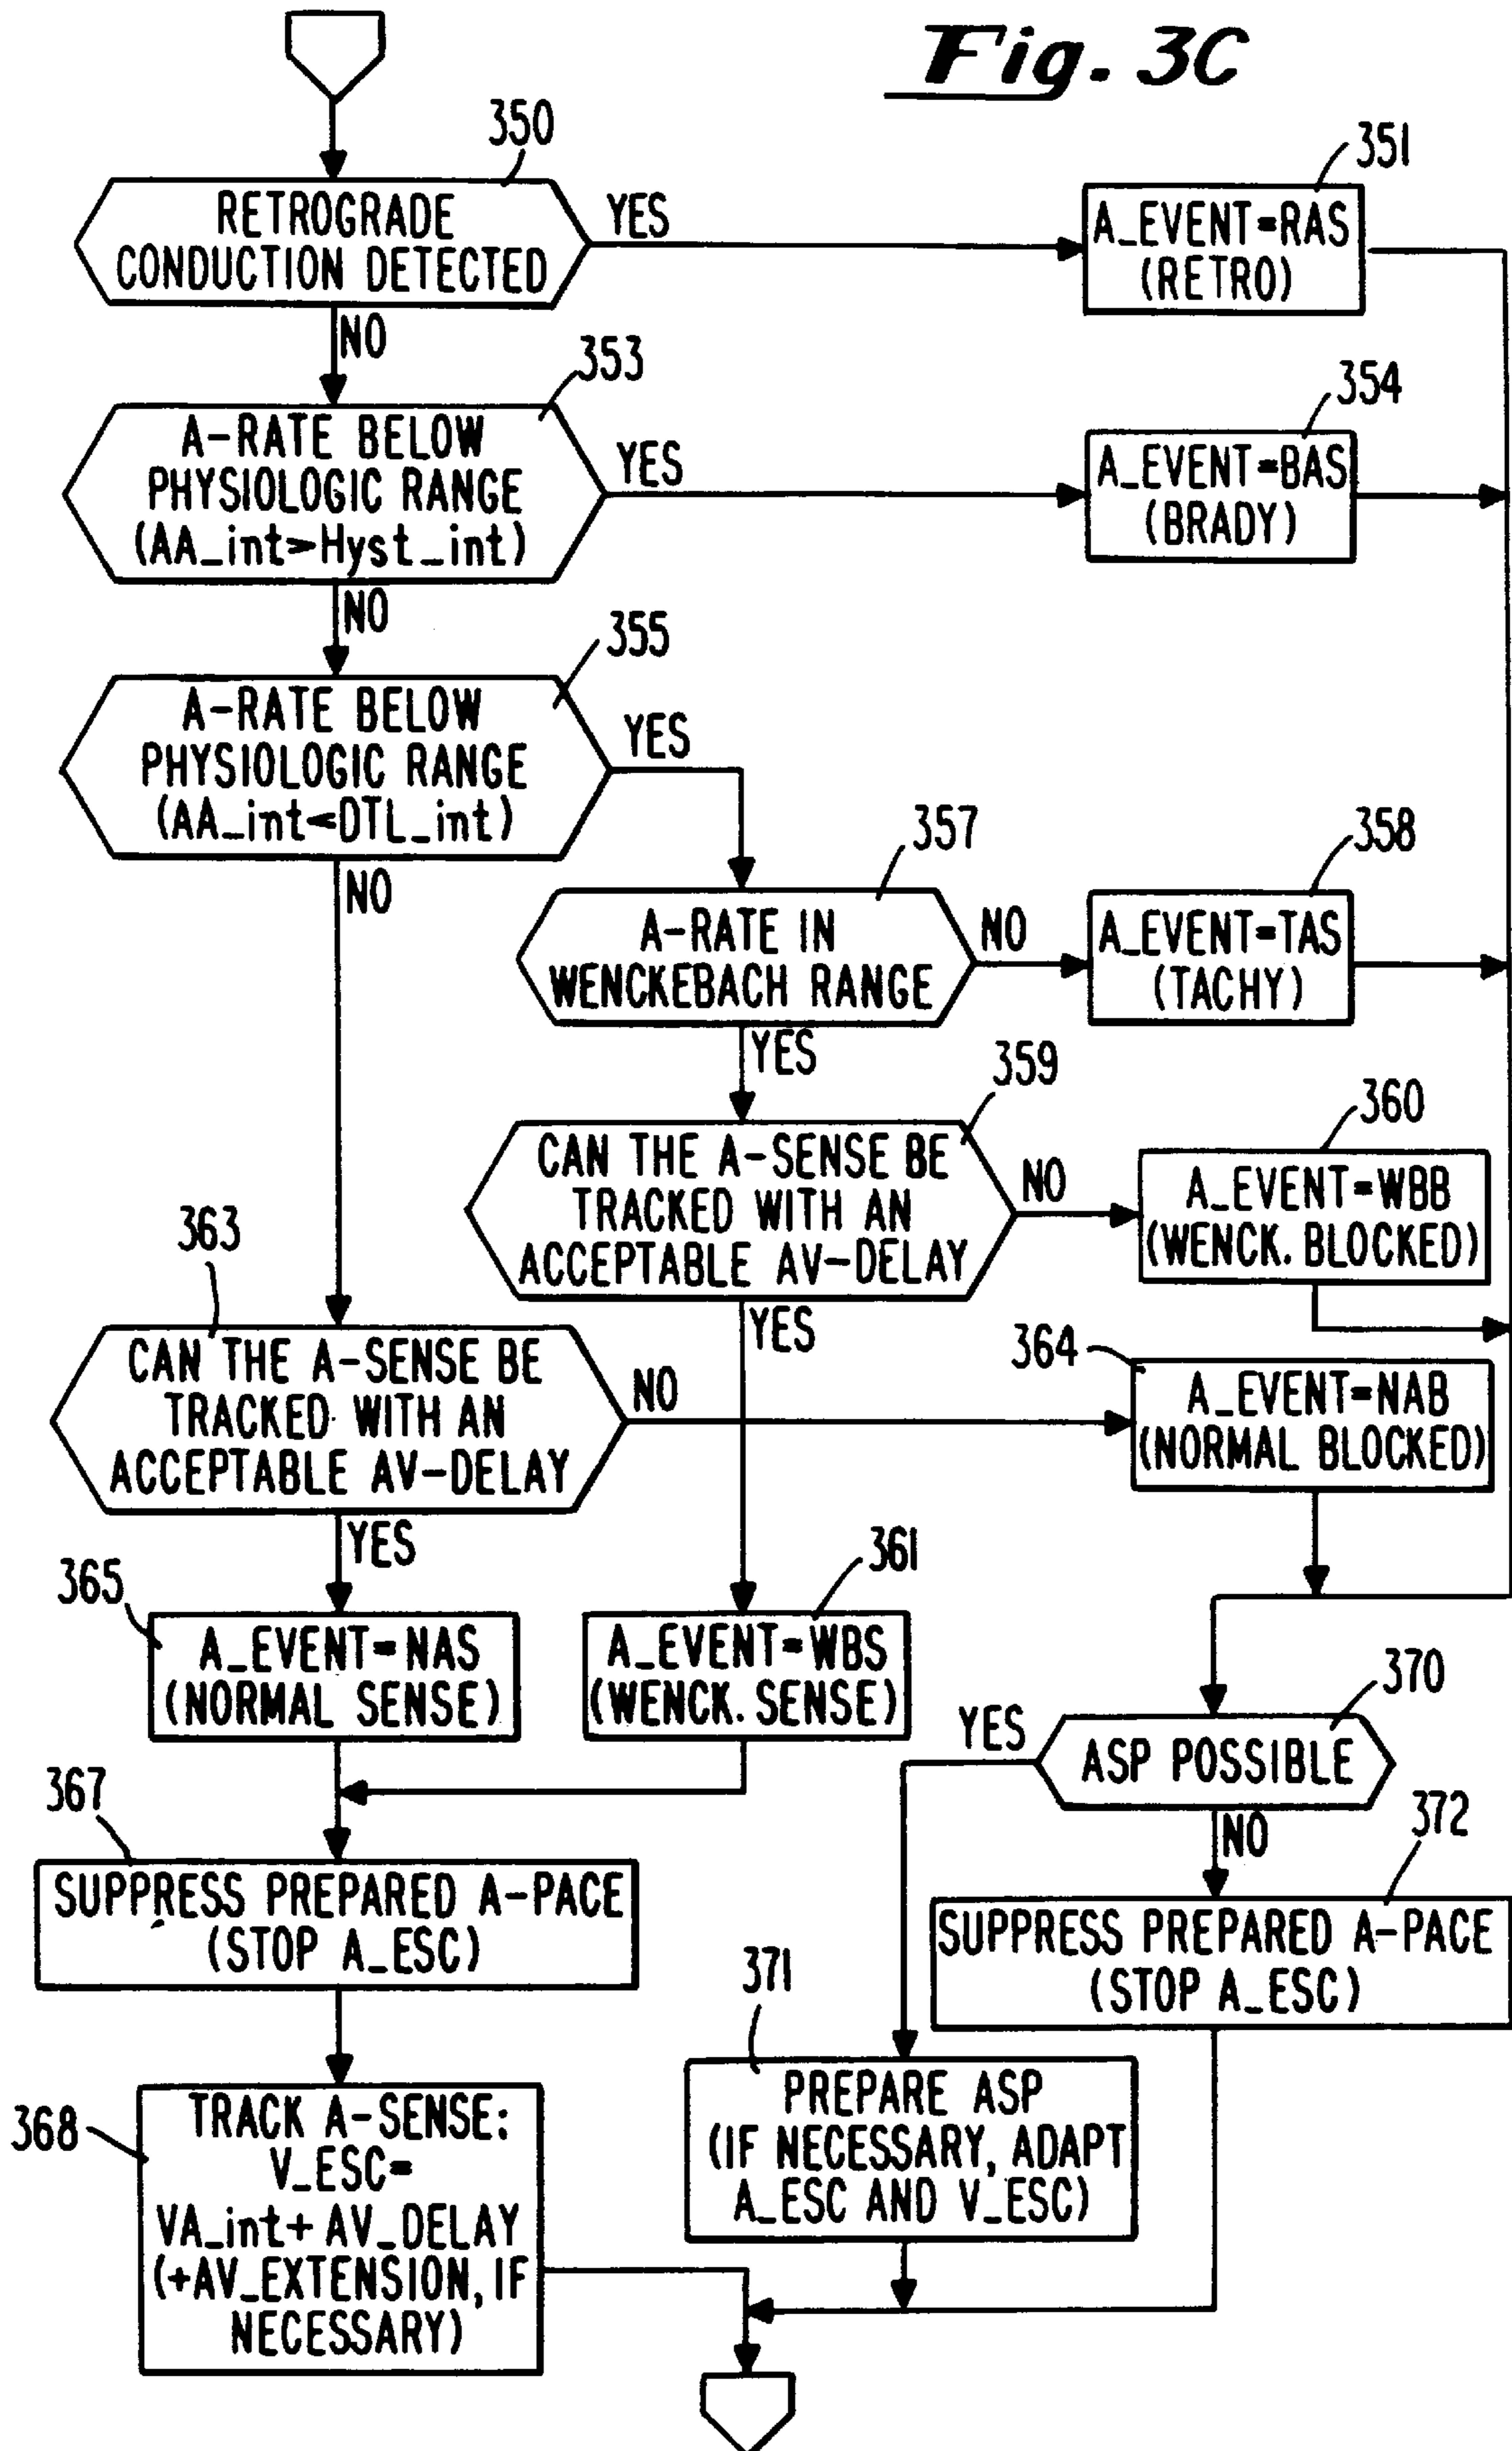 Fig. 3C
350
RETROGRADE
CONDUCTION DETECTED
YES
351
A_EVENT=RAS
(RETRO)
NO
353
A-RATE BELOW
PHYSIOLOGIC RANGE
(AA_int>Hyst_int)
YES
354
A_EVENT=BAS
(BRADY)
NO
355
A-RATE BELOW
PHYSIOLOGIC RANGE
(AA_int<DTL_int)
YES
NO
357
A-RATE IN
WENCKEBACH RANGE
NO
358
A_EVENT=TAS
(TACHY)
YES
359
CAN THE A-SENSE BE
TRACKED WITH AN
ACCEPTABLE AV-DELAY
NO
360
A_EVENT=WBB
(WENCK. BLOCKED)
YES
363
CAN THE A-SENSE BE
TRACKED WITH AN
ACCEPTABLE AV-DELAY
NO
364
A_EVENT=NAB
(NORMAL BLOCKED)
YES
365
A_EVENT=NAS
(NORMAL SENSE)
361
A_EVENT=WBS
(WENCK. SENSE)
370
ASP POSSIBLE
YES
NO
367
SUPPRESS PREPARED A-PACE
(STOP A_ESC)
372
SUPPRESS PREPARED A-PACE
(STOP A_ESC)
371
PREPARE ASP
(IF NECESSARY, ADAPT
A_ESC AND V_ESC)
368
TRACK A-SENSE:
V_ESC=
VA_int+ AV_DELAY
(+AV_EXTENSION, IF
NECESSARY)